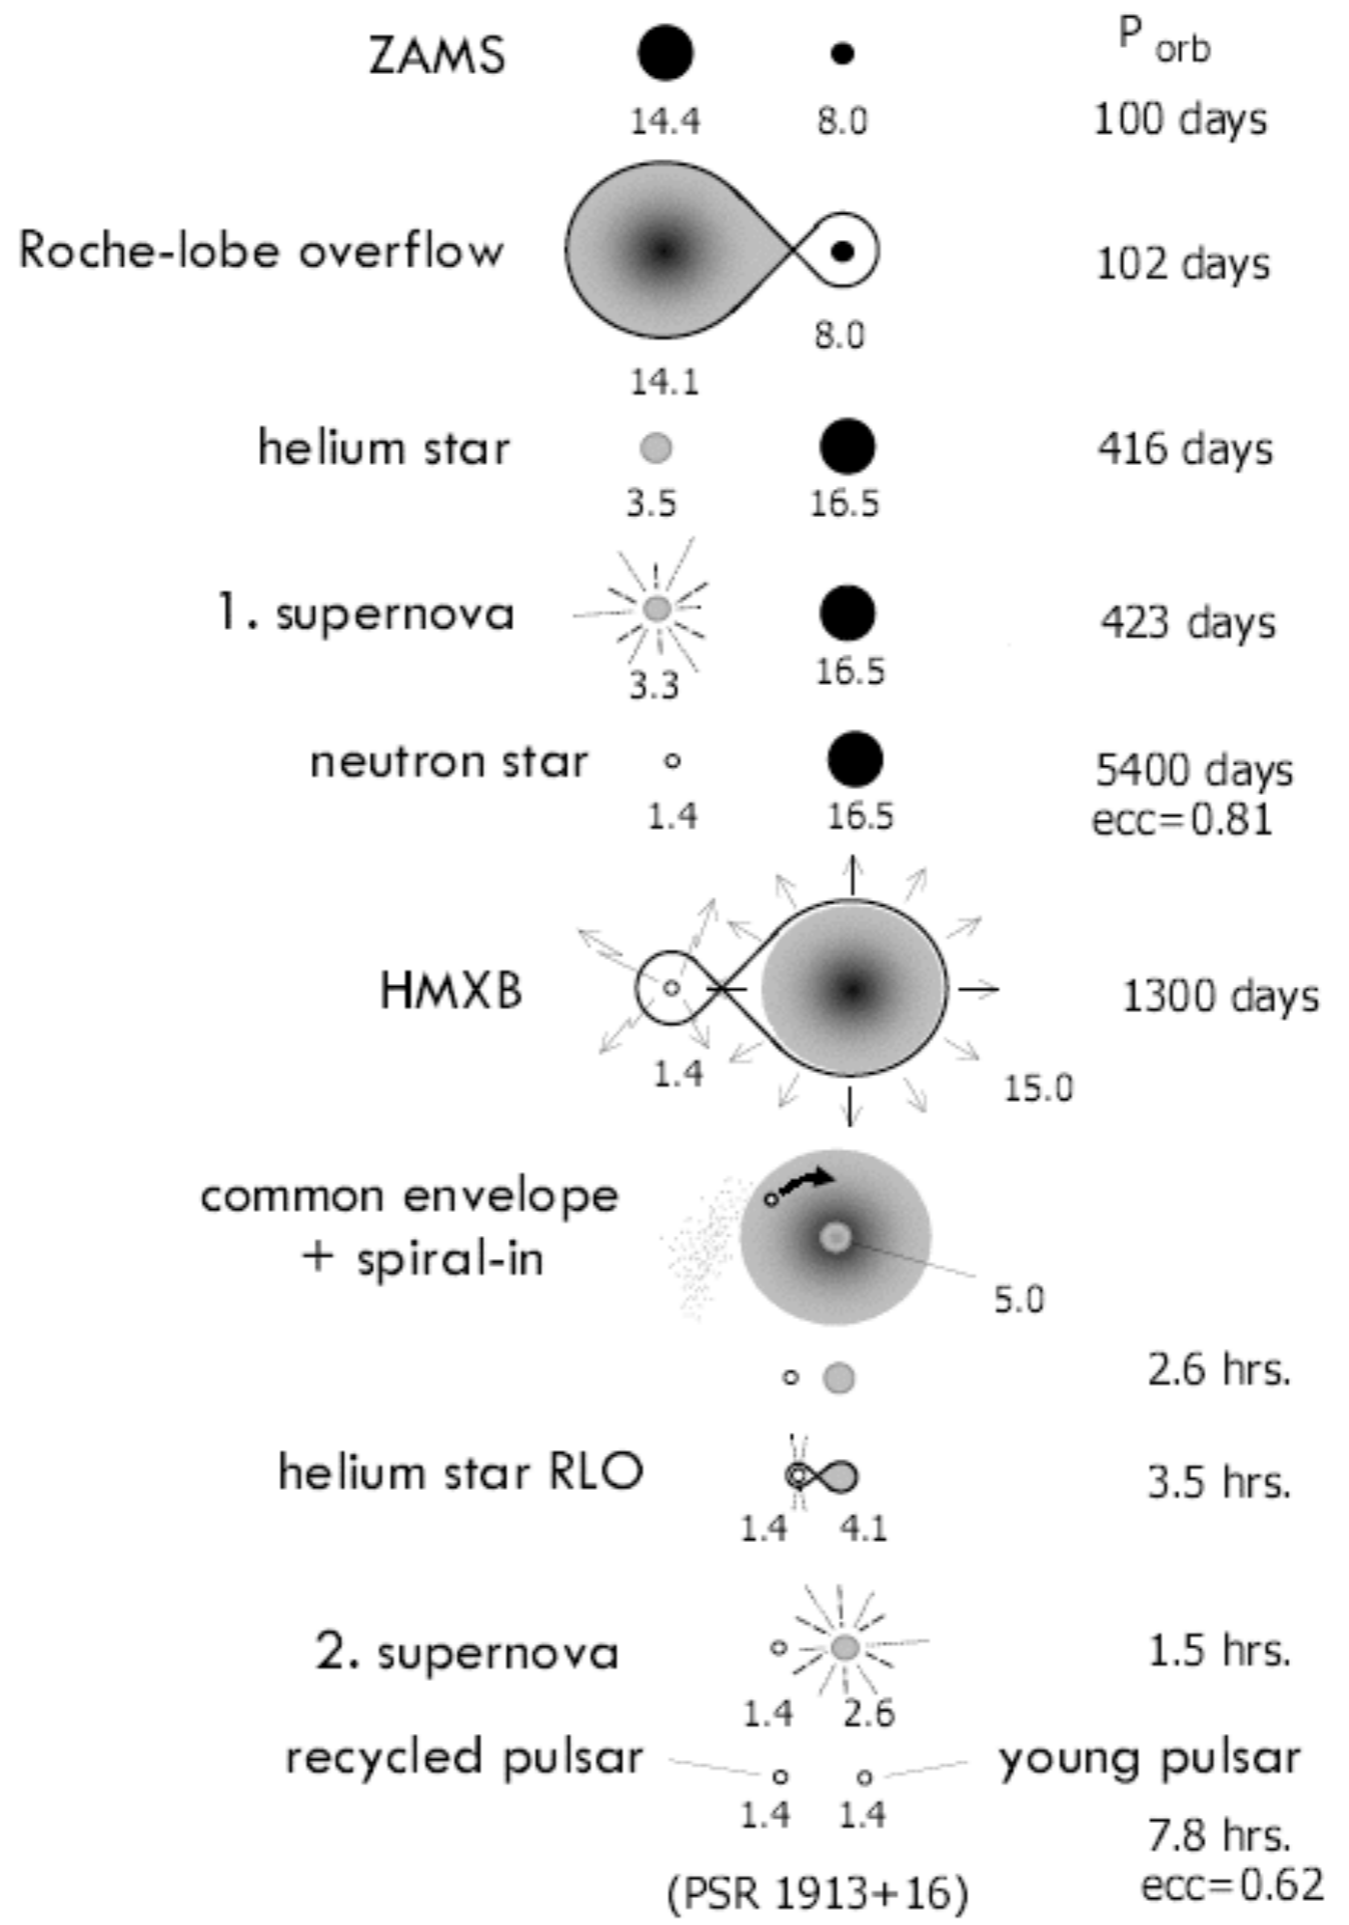 ZAMS
P orb
14.4 8.0 100 days
Roche-lobe overflow 102 days
8.0
14.1
helium star 416 days
3.5 16.5
1. supernova 423 days
3.3 16.5
neutron star 5400 days
1.4 16.5 ecc=0.81
HMXB 1300 days
1.4 15.0
common envelope
+ spiral-in
5.0
2.6 hrs.
helium star RLO 3.5 hrs.
1.4 4.1
2. supernova 1.5 hrs.
1.4 2.6
recycled pulsar young pulsar
1.4 1.4
7.8 hrs.
(PSR 1913+16) ecc=0.62